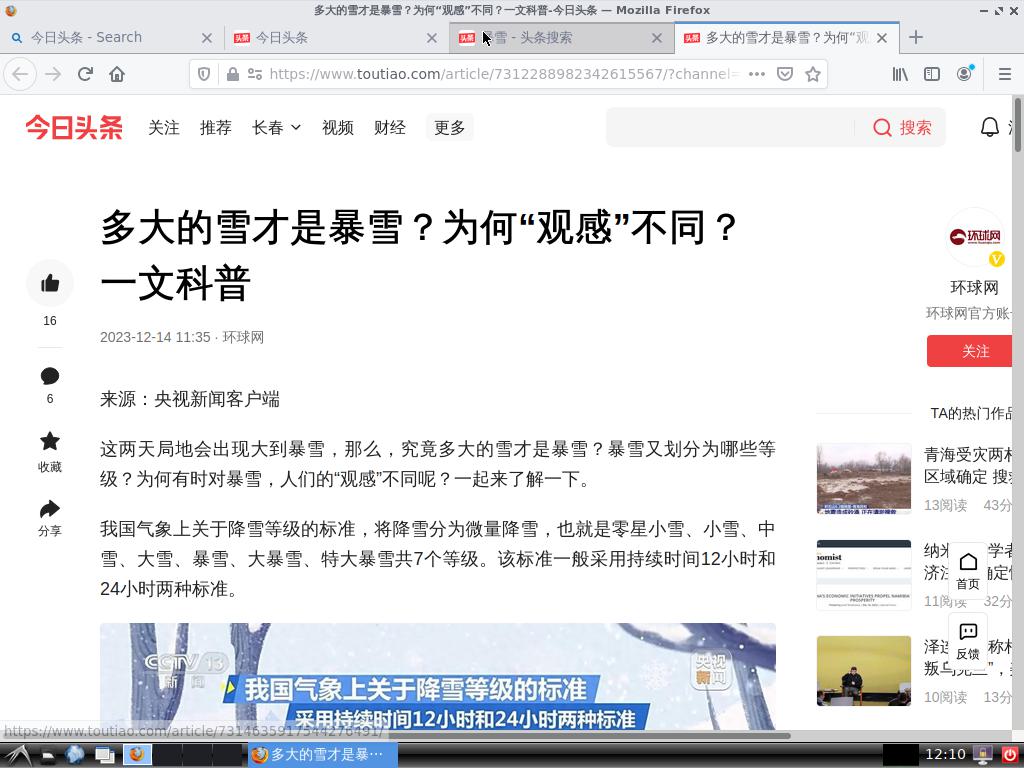 多大的雪才是暴雪？为何“观感”不同？一文科普-今日头条 — Mozilla Firefox
今日头条 - Search
今日头条
暴雪 - 头条搜索
多大的雪才是暴雪？为何“观
https://www.toutiao.com/article/7312288982342615567/?channel=
今日头条
关注
推荐
长春
视频
财经
更多
搜索
多大的雪才是暴雪？为何“观感”不同？
一文科普
2023-12-14 11:35 · 环球网
16
6
收藏
分享
来源：央视新闻客户端
这两天局地会出现大到暴雪，那么，究竟多大的雪才是暴雪？暴雪又划分为哪些等
级？为何有时对暴雪，人们的“观感”不同呢？一起来了解一下。
我国气象上关于降雪等级的标准，将降雪分为微量降雪，也就是零星小雪、小雪、中
雪、大雪、暴雪、大暴雪、特大暴雪共7个等级。该标准一般采用持续时间12小时和
24小时两种标准。
CCTV 13
新闻
央视
新闻
我国气象上关于降雪等级的标准
采用持续时间12小时和24小时两种标准
环球网
环球网
环球网官方账
关注
TA的热门作品
青海受灾两村
区域确定 搜
13阅读 43分
纳米 学者
济注 确定
11阅读 32分
泽连 称
叛乌克兰”，
10阅读 13分
首页
反馈
https://www.toutiao.com/article/7314635917544276491/
多大的雪才是暴…
12:10